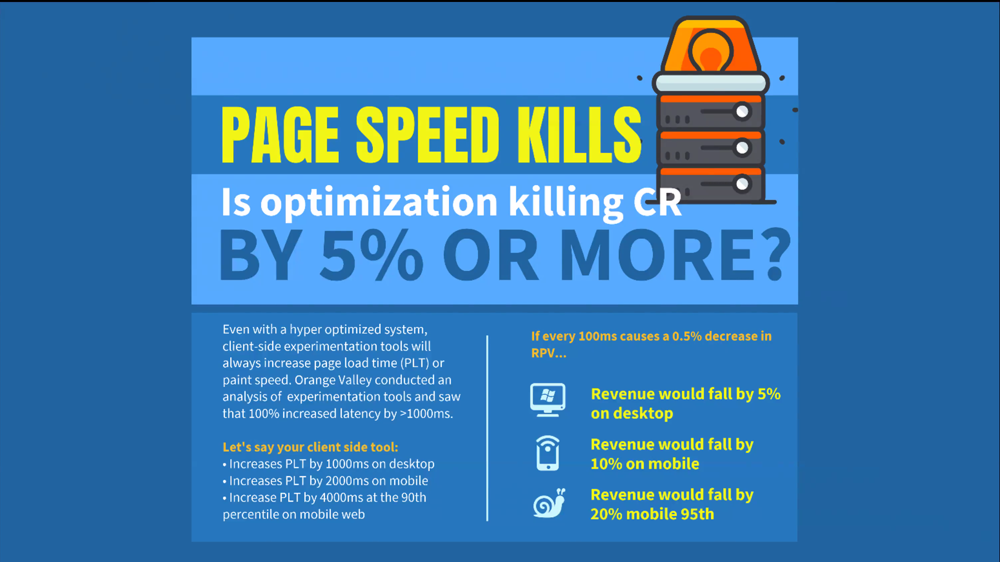 PAGE SPEED KILLS
Is optimization killing CR
BY 5% OR MORE?
Even with a hyper optimized system,
client-side experimentation tools will
always increase page load time (PLT) or
paint speed. Orange Valley conducted an
analysis of experimentation tools and saw
that 100% increased latency by >1000ms.
Let's say your client side tool:
• Increases PLT by 1000ms on desktop
• Increases PLT by 2000ms on mobile
• Increase PLT by 4000ms at the 90th
percentile on mobile web
If every 100ms causes a 0.5% decrease in
RPV...
Revenue would fall by 5%
on desktop
Revenue would fall by
10% on mobile
Revenue would fall by
20% mobile 95th